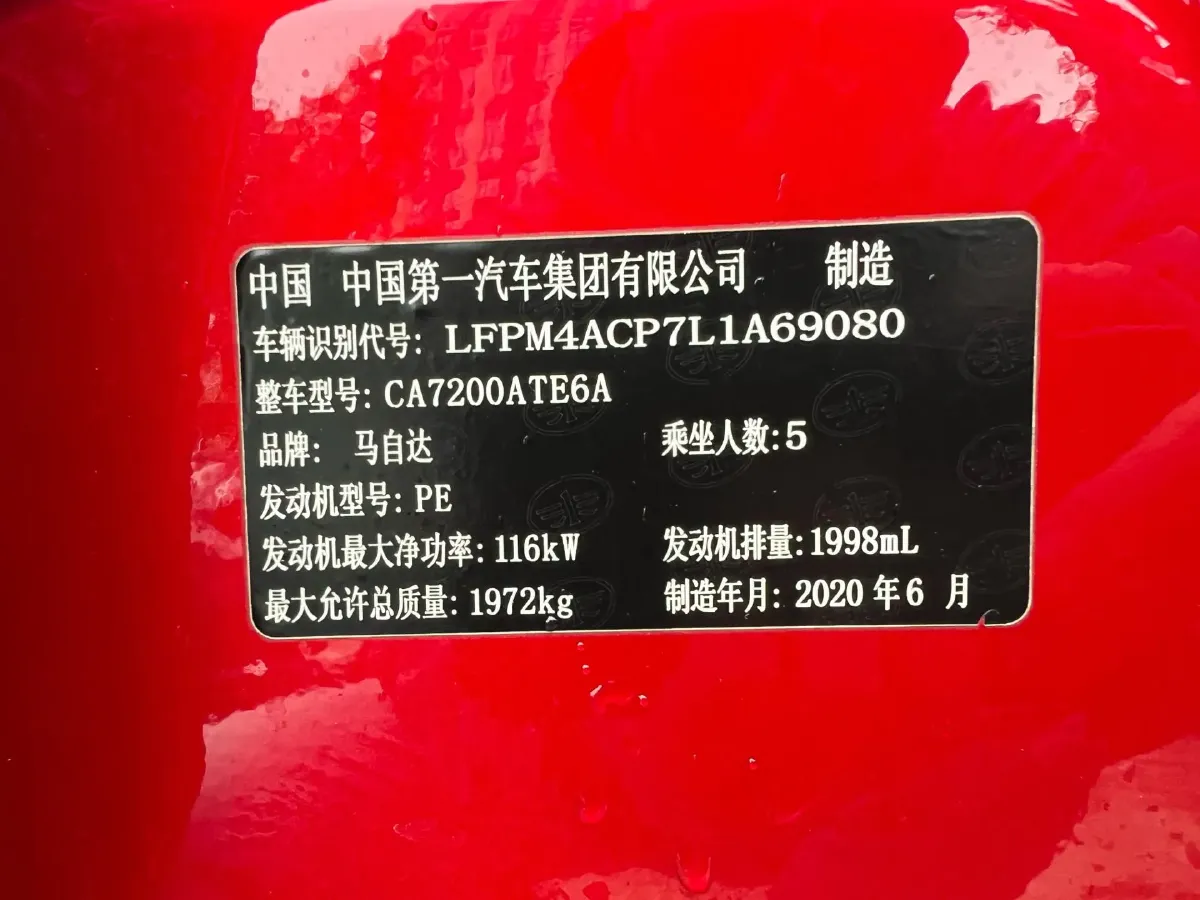 中国 中国第一汽车集团有限公司 制造
车辆识别代号: LFPM4ACP7L1A69080
整车型号: CA7200ATE6A
品牌: 马自达 乘坐人数:5
发动机型号: PE
发动机最大净功率: 116kW 发动机排量:1998mL
最大允许总质量: 1972kg 制造年月: 2020 年 6 月